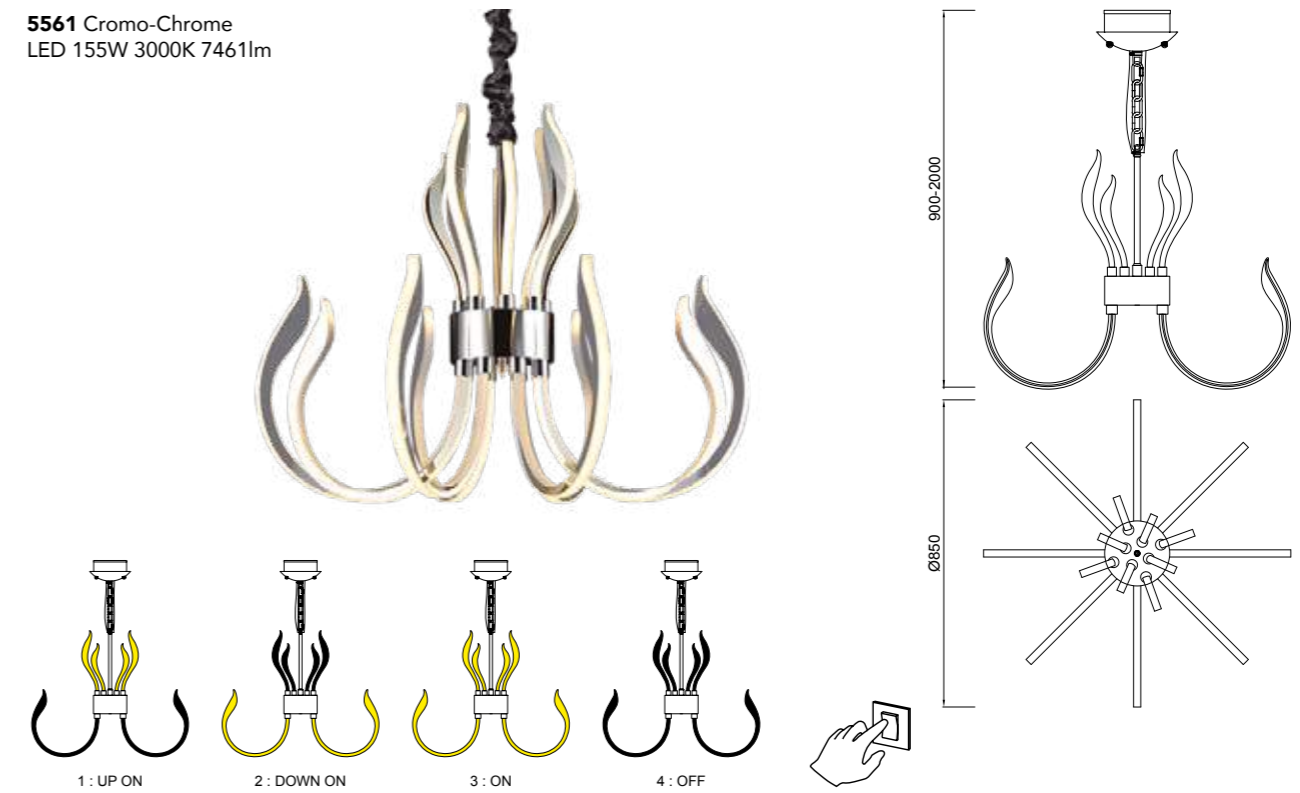 5561 Cromo-Chrome
LED 155W 3000K 7461lm
900-2000
Ø850
1 : UP ON
2 : DOWN ON
3 : ON
4 : OFF